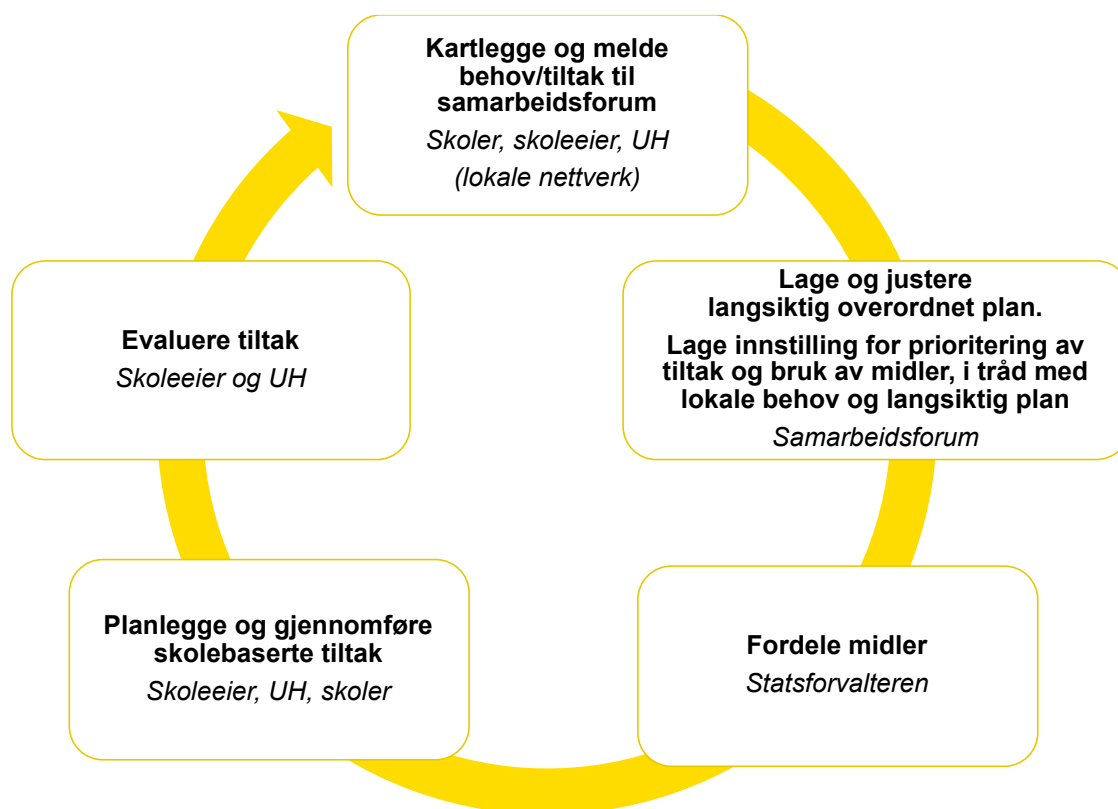 Kartlegge og melde
behov/tiltak til
samarbeidsforum
Skoler, skoleeier, UH
(lokale nettverk)
Lage og justere
langsiktig overordnet plan.
Lage innstilling for prioritering av
tiltak og bruk av midler, i tråd med
lokale behov og langsiktig plan
Samarbeidsforum
Fordele midler
Statsforvalteren
Planlegge og gjennomføre
skolebaserte tiltak
Skoleeier, UH, skoler
Evaluere tiltak
Skoleeier og UH